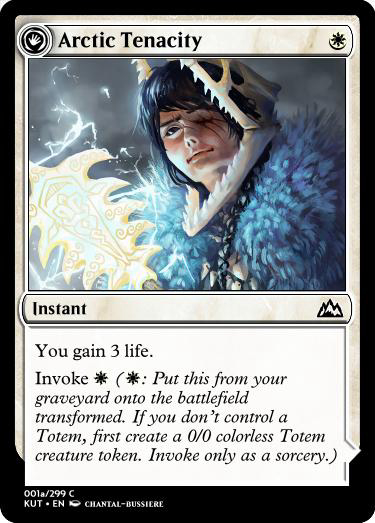 Arctic Tenacity
Instant
You gain 3 life.
Invoke (: Put this from your
graveyard onto the battlefield
transformed. If you don't control a
Totem, first create a 0/0 colorless Totem
creature token. Invoke only as a sorcery.)
001a/299 C
KUT • EN CHANTAL-BUSSIERE